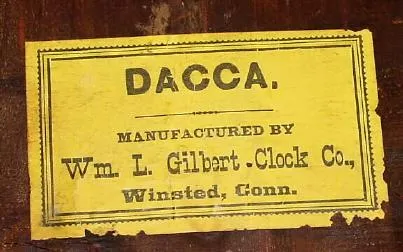 DACCA.
MANUFACTURED BY
Wm. L. Gilbert Clock Co.,
Winsted, Conn.